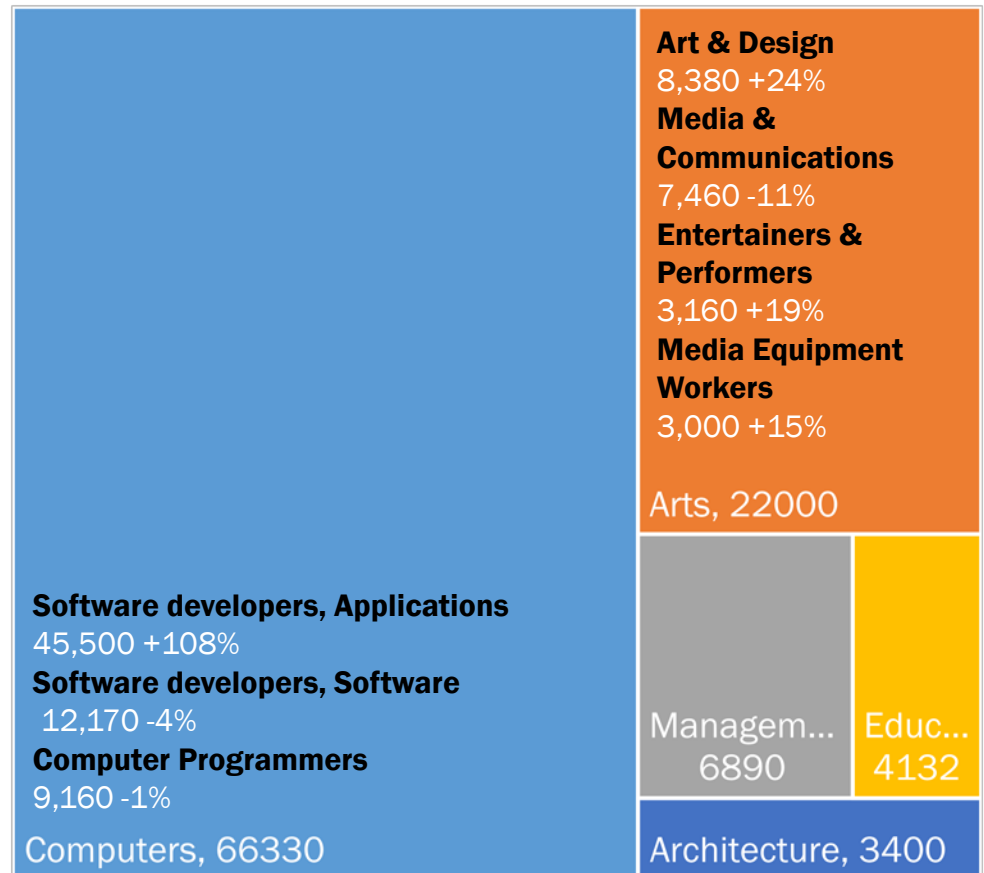 Software developers, Applications
45,500 +108%
Software developers, Software
12,170 -4%
Computer Programmers
9,160 -1%
Computers, 66330
Art & Design
8,380 +24%
Media &
Communications
7,460 -11%
Entertainers &
Performers
3,160 +19%
Media Equipment
Workers
3,000 +15%
Arts, 22000
Managem...
6890
Educ...
4132
Architecture, 3400